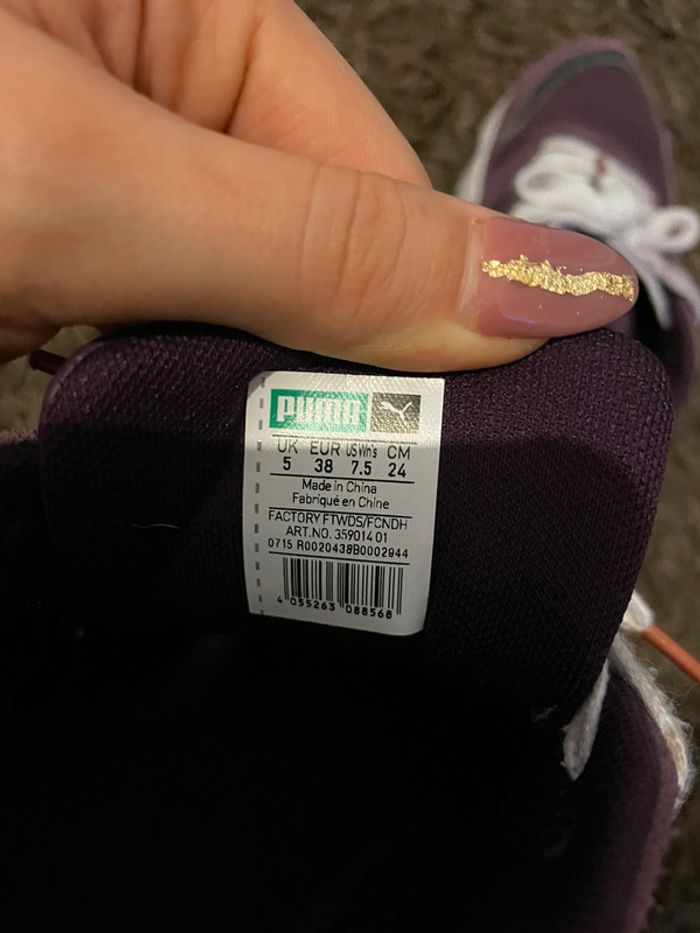 PUMA
UK EUR US Wn's CM
5 38 7.5 24
Made in China
Fabriqué en Chine
FACTORY FTWDS/FCNDH
ART.NO. 359014 01
0715 R0020438B0002944
4 055263 088568